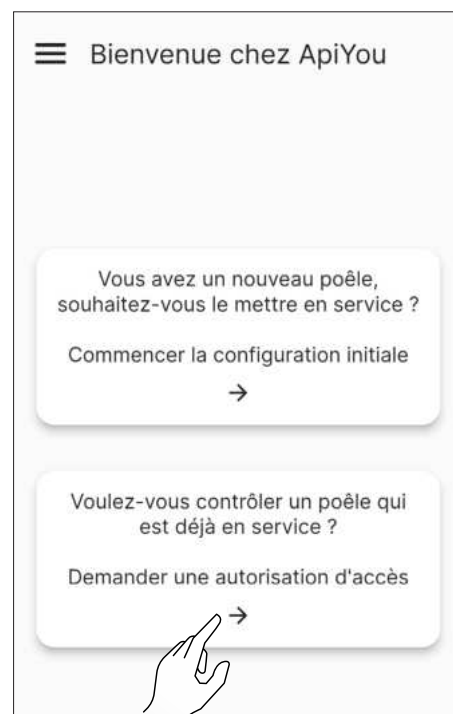 Bienvenue chez ApiYou
Vous avez un nouveau poêle,
souhaitez-vous le mettre en service ?
Commencer la configuration initiale
Voulez-vous contrôler un poêle qui
est déjà en service ?
Demander une autorisation d'accès